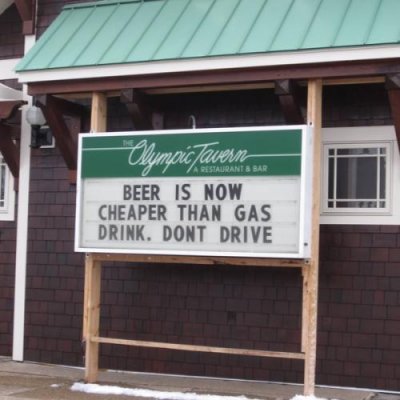 THE
Olympic Tavern
A RESTAURANT & BAR
BEER IS NOW
CHEAPER THAN GAS
DRINK. DONT DRIVE